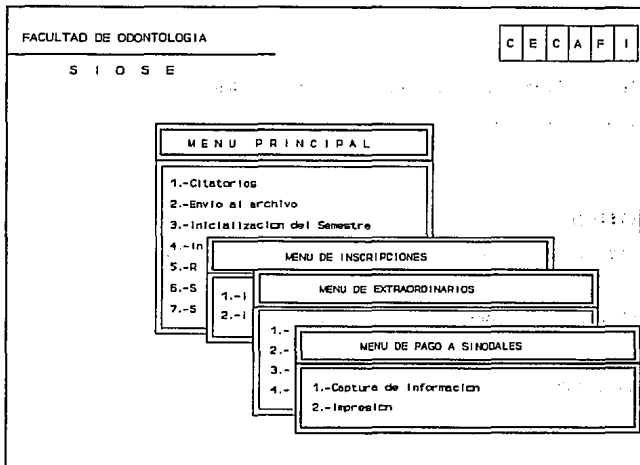 FACULTAD DE ODONTOLOGIA
C E C A F I
S I O S E
MENU PRINCIPAL
1.-Citatorios
2.-Envio al archivo
3.-Inicializacion del Semestre
4.-In
5.-R
6.-S
7.-S
MENU DE INSCRIPCIONES
1.-I
2.-I
MENU DE EXTRAORDINARIOS
1.-
2.-
3.-
4.-
MENU DE PAGO A SINODALES
1.-Captura de Informacion
2.-Impresion